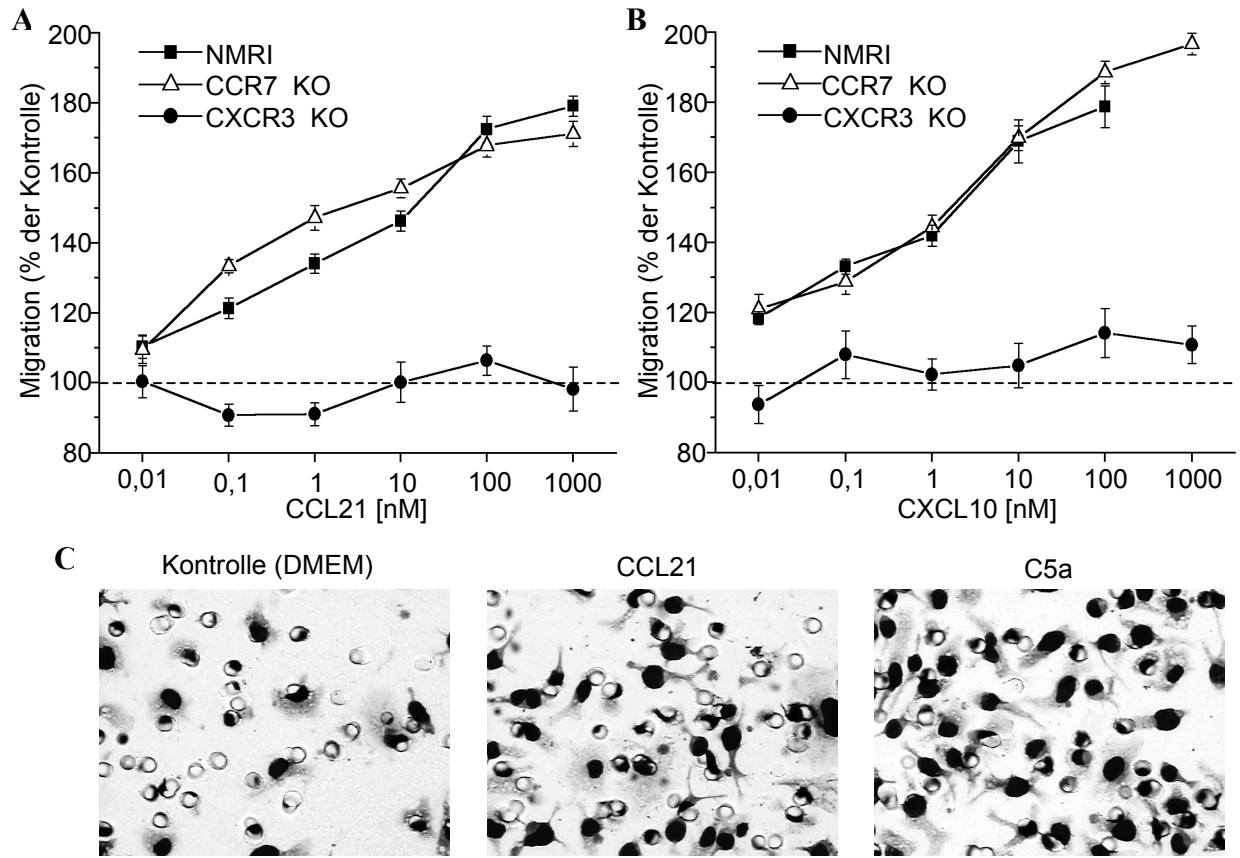 A
200
180
160
140
120
100
80
Migration (% der Kontrolle)
NMRI
CCR7 KO
CXCR3 KO
0,01 0,1 1 10 100 1000
CCL21 [nM]
B
200
180
160
140
120
100
80
Migration (% der Kontrolle)
NMRI
CCR7 KO
CXCR3 KO
0,01 0,1 1 10 100 1000
CXCL10 [nM]
C
Kontrolle (DMEM)
CCL21
C5a